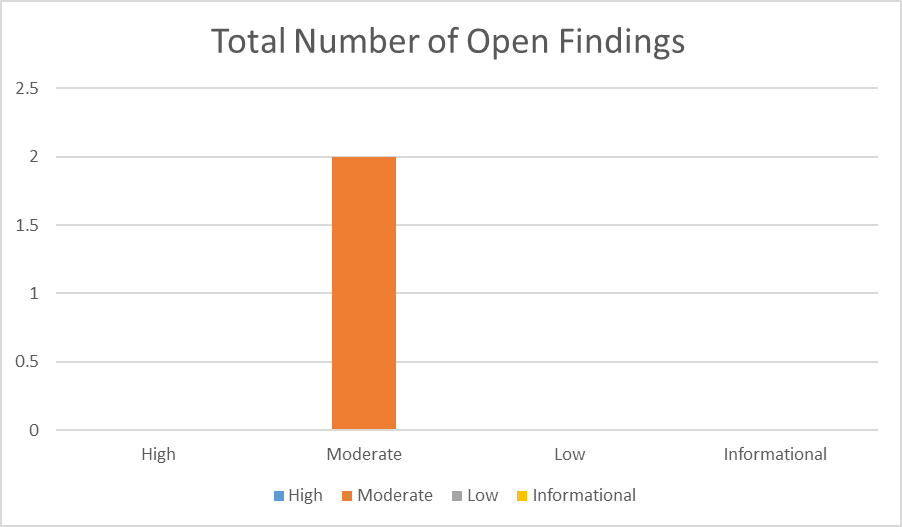 Total Number of Open Findings
2.5
2
1.5
1
0.5
0
High Moderate Low Informational
High Moderate Low Informational